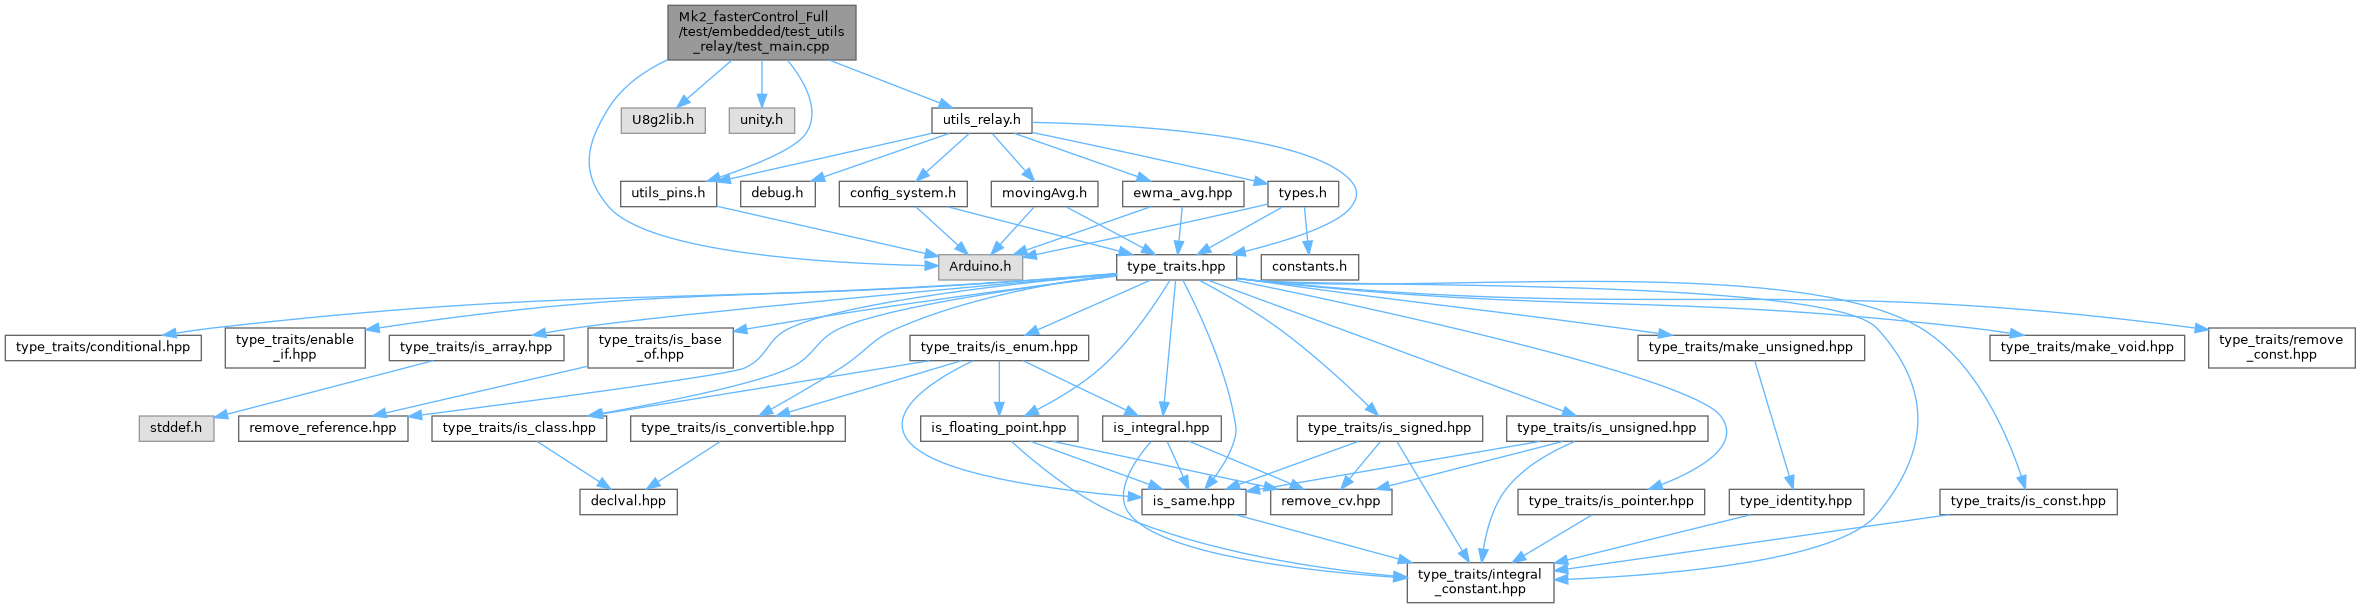 Mk2_fasterControl_Full
/test/embedded/test_utils
_relay/test_main.cpp
U8g2lib.h
unity.h
utils_relay.h
utils_pins.h
debug.h
config_system.h
movingAvg.h
ewma_avg.hpp
types.h
Arduino.h
type_traits.hpp
constants.h
type_traits/conditional.hpp
type_traits/enable
_if.hpp
type_traits/is_array.hpp
type_traits/is_base
_of.hpp
type_traits/is_enum.hpp
type_traits/make_unsigned.hpp
type_traits/make_void.hpp
type_traits/remove
_const.hpp
stddef.h
remove_reference.hpp
type_traits/is_class.hpp
type_traits/is_convertible.hpp
is_floating_point.hpp
is_integral.hpp
type_traits/is_signed.hpp
type_traits/is_unsigned.hpp
declval.hpp
is_same.hpp
remove_cv.hpp
type_traits/is_pointer.hpp
type_identity.hpp
type_traits/is_const.hpp
type_traits/integral
_constant.hpp